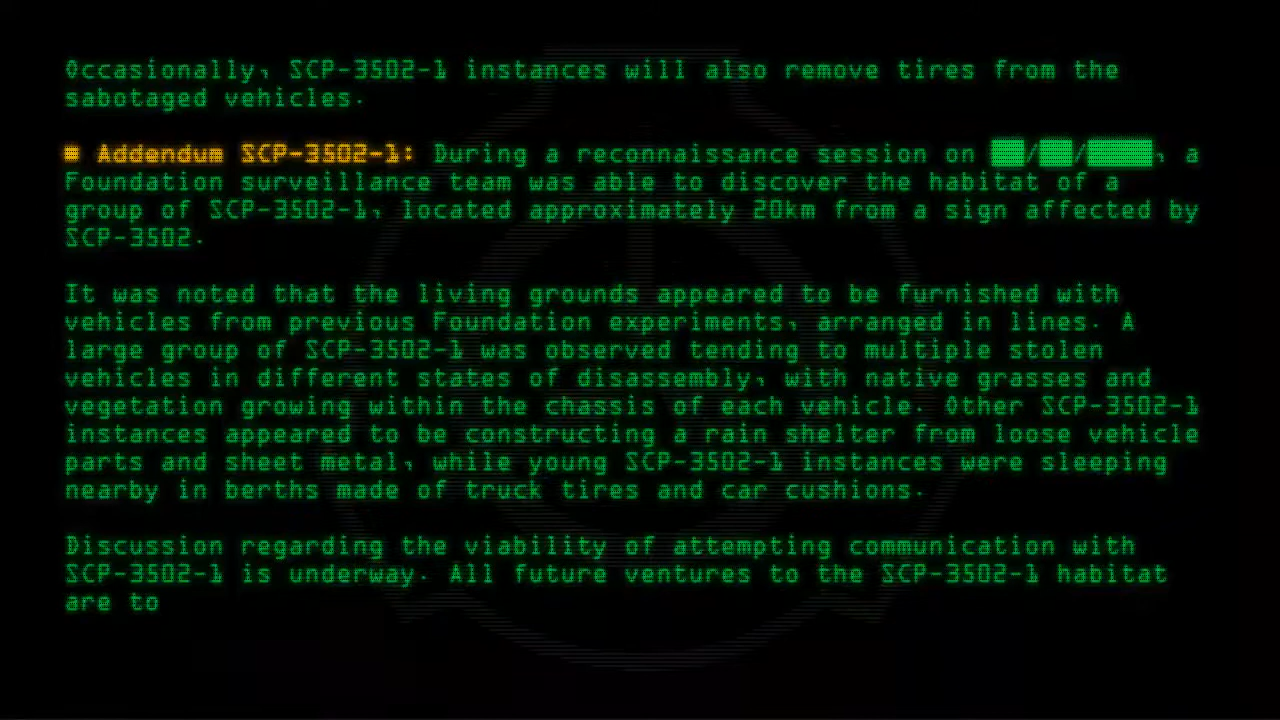 Occasionally, SCP-3502-1 instances will also remove tires from the
sabotaged vehicles.
■ Addendum SCP-3502-1: During a reconnaissance session on ██/██/████, a
Foundation surveillance team was able to discover the habitat of a
group of SCP-3502-1, located approximately 20km from a sign affected by
SCP-3502.
It was noted that the living grounds appeared to be furnished with
vehicles from previous Foundation experiments, arranged in lines. A
large group of SCP-3502-1 was observed tending to multiple stolen
vehicles in different states of disassembly, with native grasses and
vegetation growing within the chassis of each vehicle. Other SCP-3502-1
instances appeared to be constructing a rain shelter from loose vehicle
parts and sheet metal, while young SCP-3502-1 instances were sleeping
nearby in berths made of truck tires and car cushions.
Discussion regarding the viability of attempting communication with
SCP-3502-1 is underway. All future ventures to the SCP-3502-1 habitat
are to